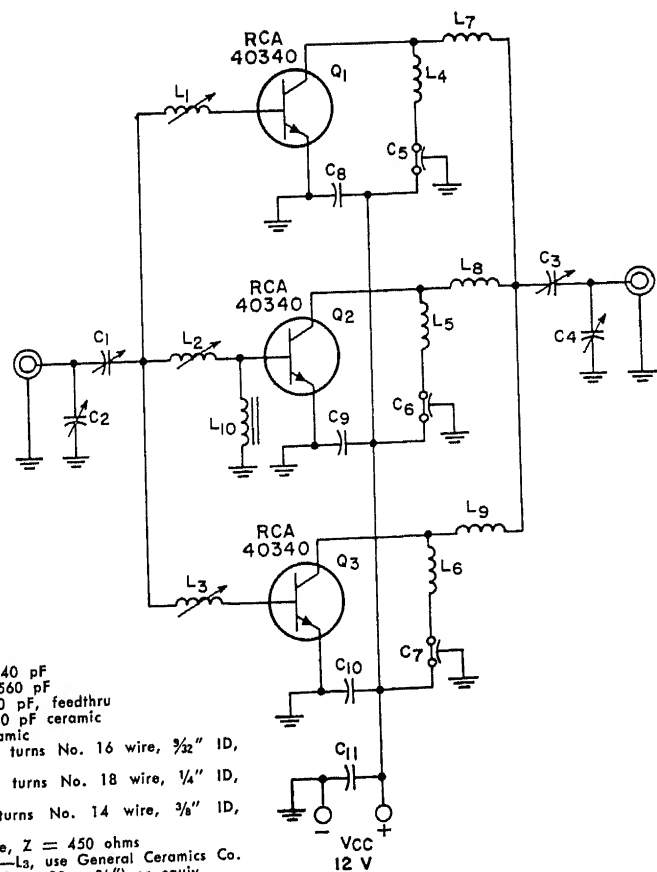 RCA
40340
Q1
L7
L4
L1
C5
C8
RCA
40340
Q2
L8
C3
L5
C4
C1
L2
C2
L10
C6
C9
RCA
40340
Q3
L9
L6
L3
C7
C10
C11
− +
VCC
12 V
40 pF
560 pF
0 pF, feedthru
0 pF ceramic
amic
turns No. 16 wire, 9/32" ID,
turns No. 18 wire, 1/4" ID,
turns No. 14 wire, 3/8" ID,
e, Z = 450 ohms
—L3, use General Ceramics Co.